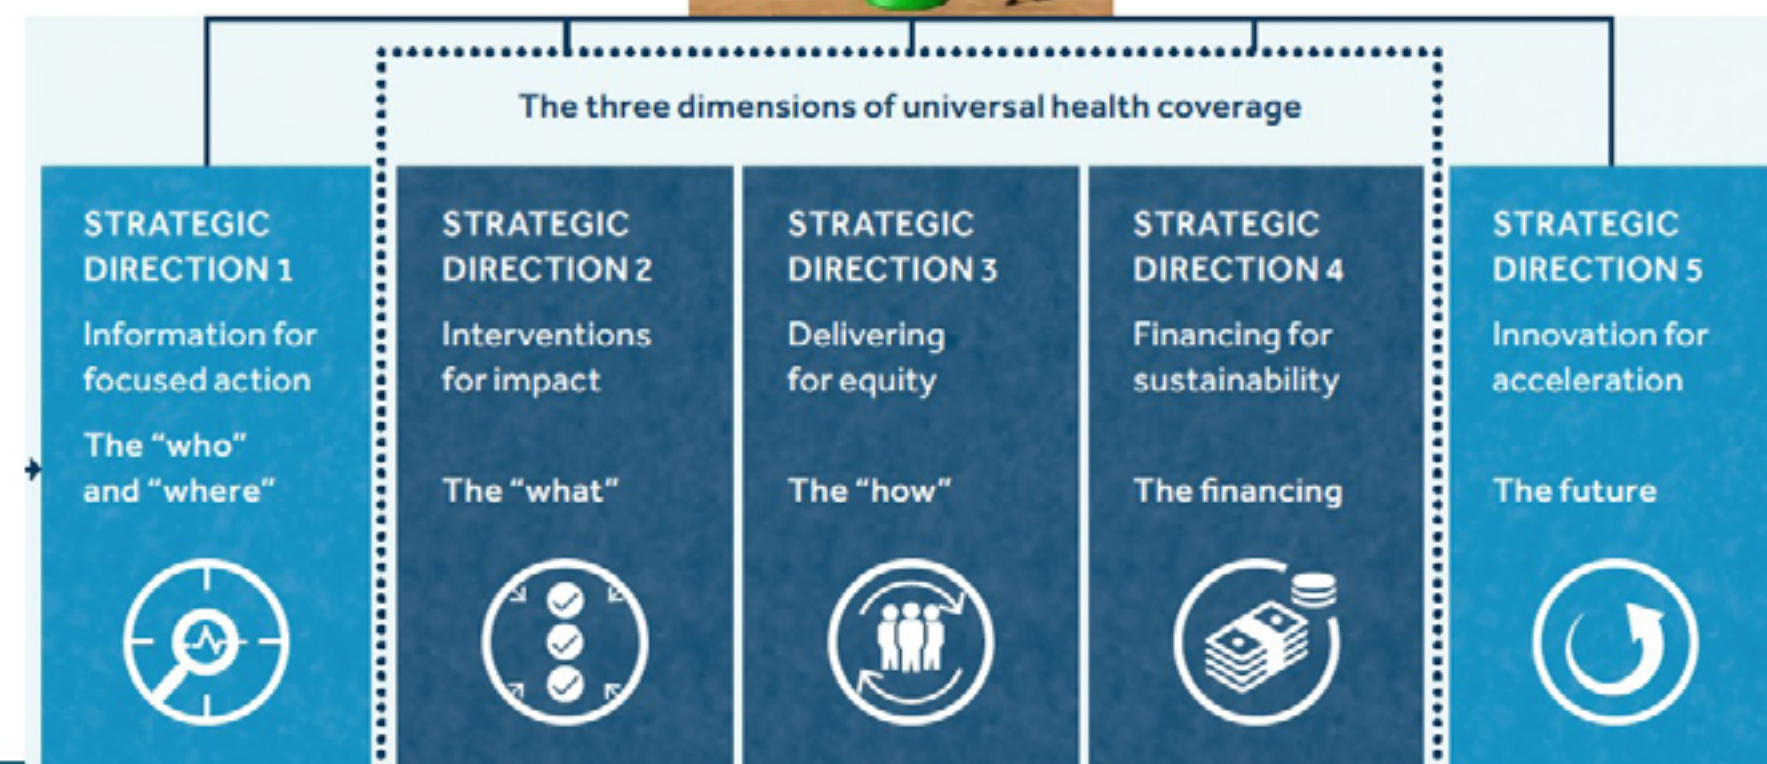 The three dimensions of universal health coverage
STRATEGIC
DIRECTION 1
Information for
focused action
The “who”
and “where”
STRATEGIC
DIRECTION 2
Interventions
for impact
The “what”
STRATEGIC
DIRECTION 3
Delivering
for equity
The “how”
STRATEGIC
DIRECTION 4
Financing for
sustainability
The financing
STRATEGIC
DIRECTION 5
Innovation for
acceleration
The future